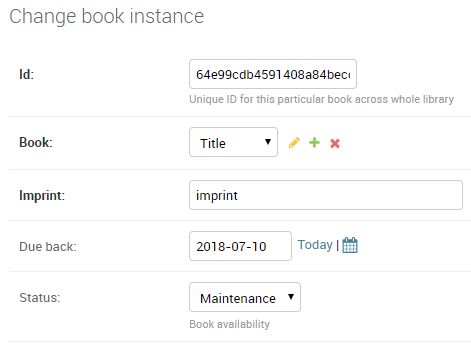 Change book instance
Id: 64e99cdb4591408a84becc
Unique ID for this particular book across whole library
Book: Title
Imprint: imprint
Due back: 2018-07-10 Today |
Status: Maintenance
Book availability